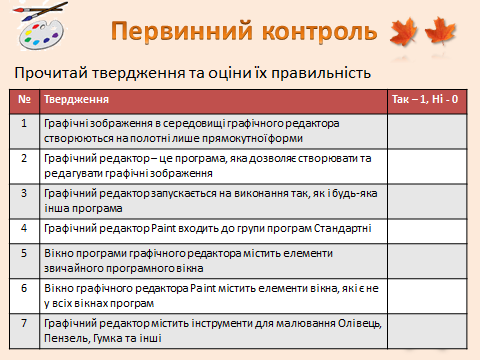 Первинний контроль
Прочитай твердження та оціни їх правильність
№ Твердження Так – 1, Ні - 0
1 Графічні зображення в середовищі графічного редактора
створюються на полотні лише прямокутної форми
2 Графічний редактор – це програма, яка дозволяє створювати та
редагувати графічні зображення
3 Графічний редактор запускається на виконання так, як і будь-яка
інша програма
4 Графічний редактор Paint входить до групи програм Стандартні
5 Вікно програми графічного редактора містить елементи
звичайного програмного вікна
6 Вікно графічного редактора Paint містить елементи вікна, які є не
у всіх вікнах програм
7 Графічний редактор містить інструменти для малювання Олівець,
Пензель, Гумка та інші